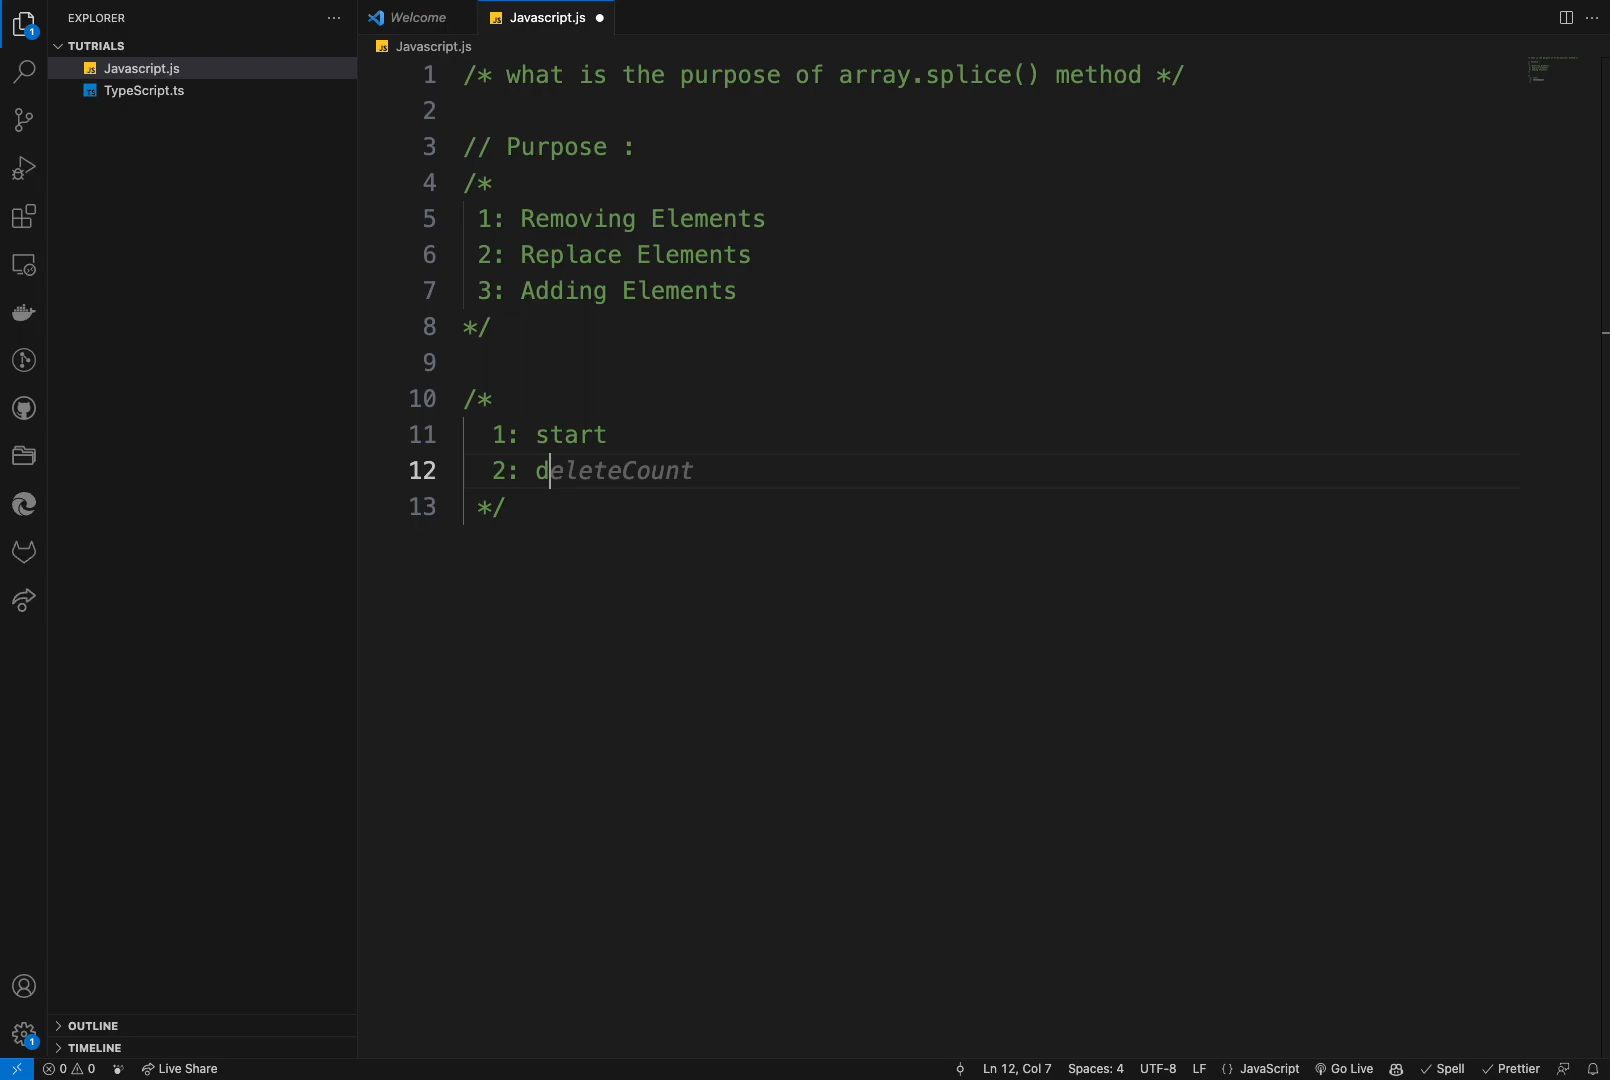 EXPLORER
TUTRIALS
Javascript.js
TypeScript.ts
Welcome
Javascript.js
Javascript.js
1 /* what is the purpose of array.splice() method */
2
3 // Purpose :
4 /*
5 1: Removing Elements
6 2: Replace Elements
7 3: Adding Elements
8 */
9
10 /*
11 1: start
12 2: deleteCount
13 */
1
1
OUTLINE
TIMELINE
0 0 Live Share Ln 12, Col 7 Spaces: 4 UTF-8 LF {} JavaScript Go Live Spell Prettier